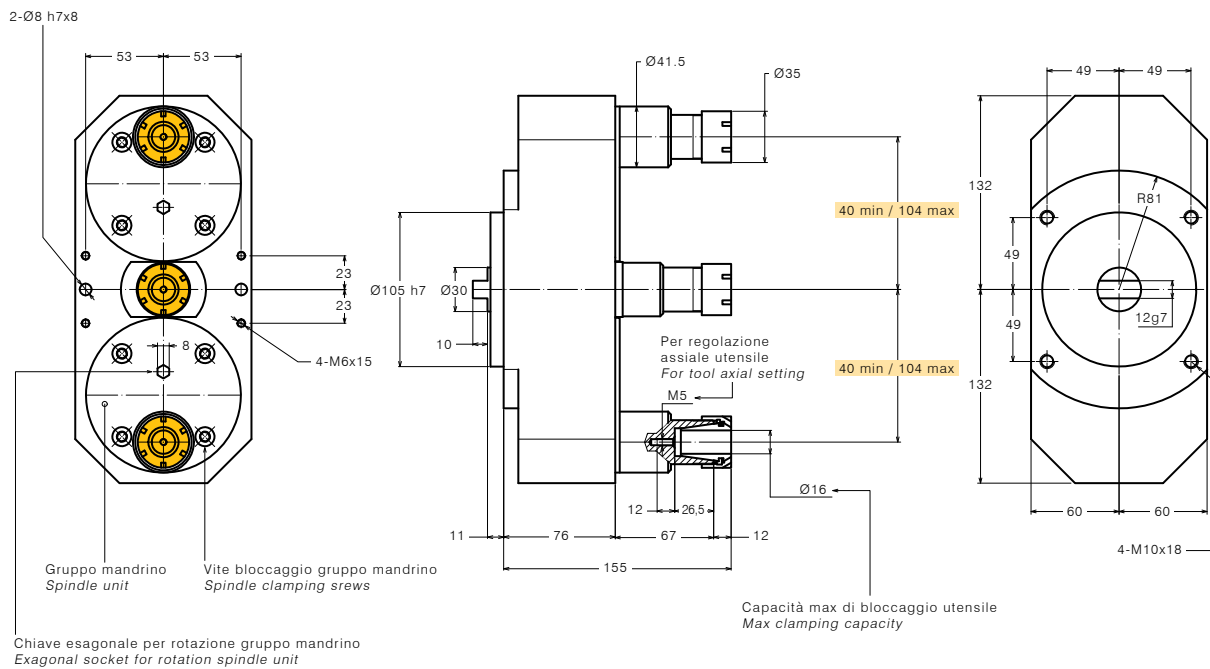 2-Ø8 h7x8
53
53
23
23
8
4-M6x15
Gruppo mandrino
Spindle unit
Vite bloccaggio gruppo mandrino
Spindle clamping srews
Chiave esagonale per rotazione gruppo mandrino
Exagonal socket for rotation spindle unit
Ø41.5
Ø35
40 min / 104 max
Ø105 h7
Ø30
10
Per regolazione
assiale utensile
For tool axial setting
M5
40 min / 104 max
Ø16
12
26,5
11
76
67
12
155
Capacità max di bloccaggio utensile
Max clamping capacity
49
49
132
R81
49
12g7
49
132
60
60
4-M10x18